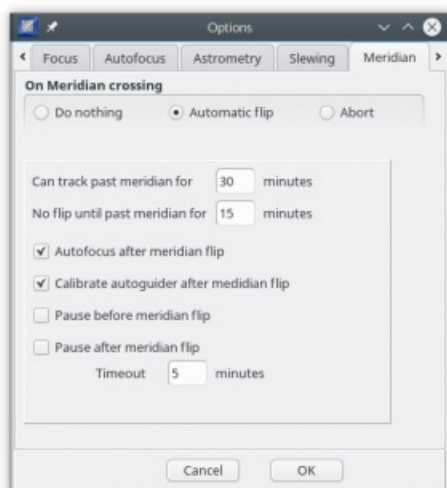 Options
Focus Autofocus Astrometry Slewing Meridian
On Meridian crossing
Do nothing Automatic flip Abort
Can track past meridian for 30 minutes
No flip until past meridian for 15 minutes
Autofocus after meridian flip
Calibrate autoguider after medidian flip
Pause before meridian flip
Pause after meridian flip
Timeout 5 minutes
Cancel OK